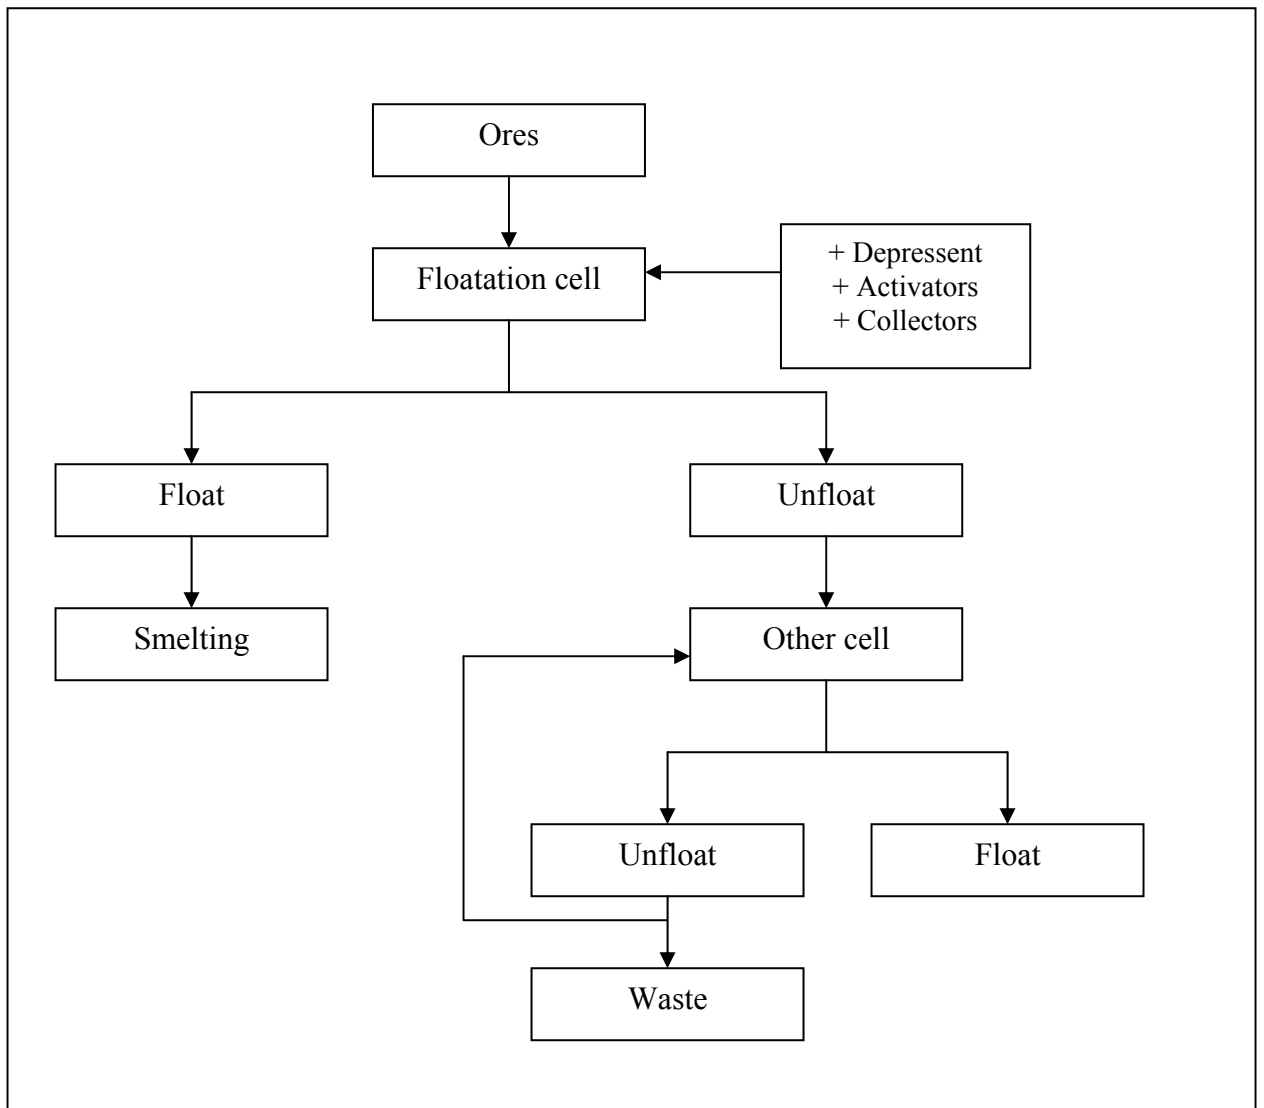 Ores
Floatation cell
+ Depressent
+ Activators
+ Collectors
Float
Unfloat
Smelting
Other cell
Unfloat
Float
Waste